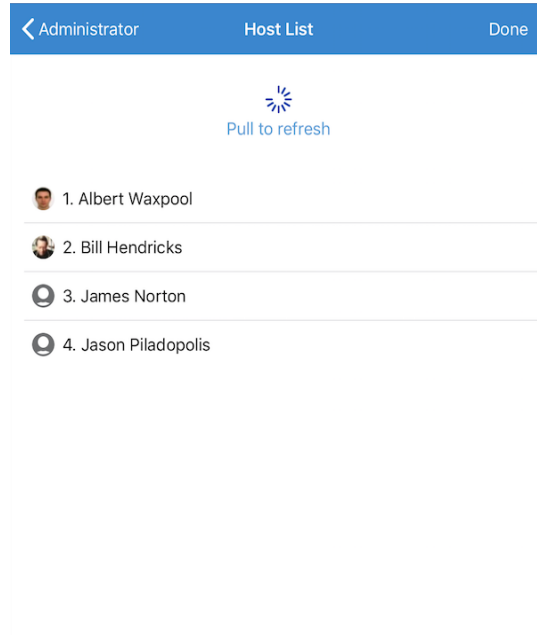 Administrator Host List Done
Pull to refresh
1. Albert Waxpool
2. Bill Hendricks
3. James Norton
4. Jason Piladopolis